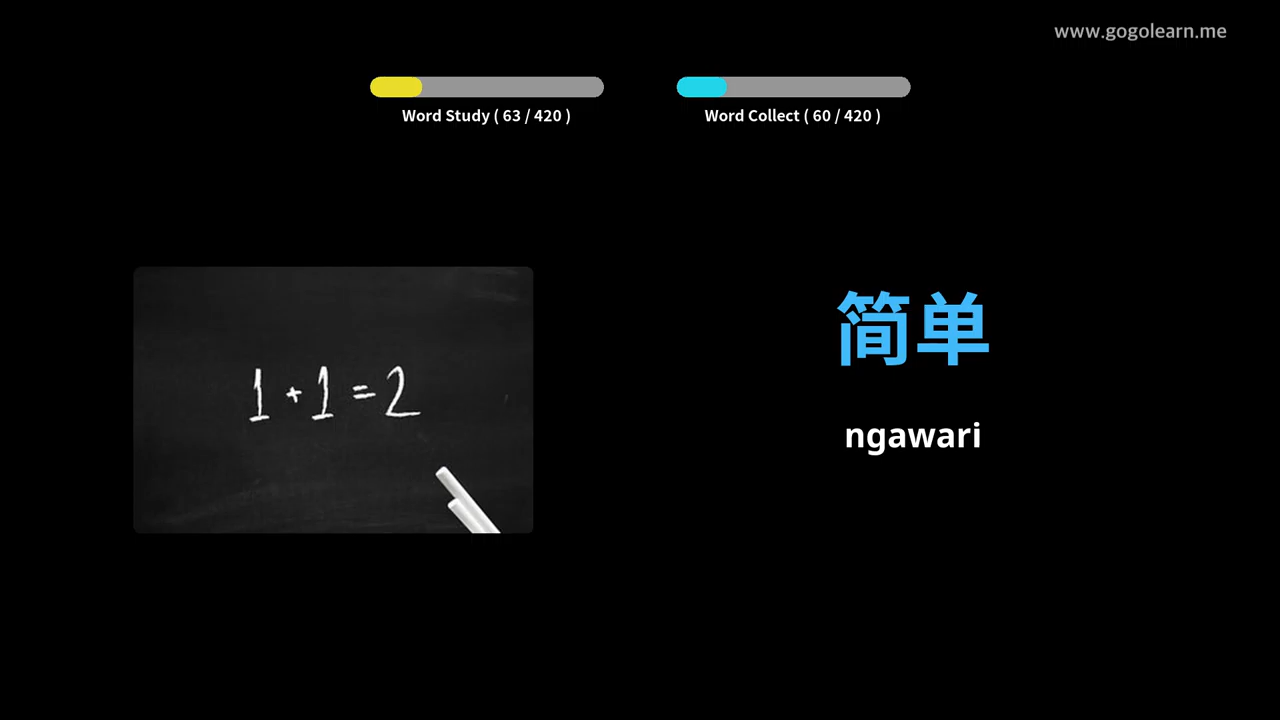 www.gogolearn.me
Word Study ( 63 / 420 )
Word Collect ( 60 / 420 )
1 + 1 = 2
简单
ngawari